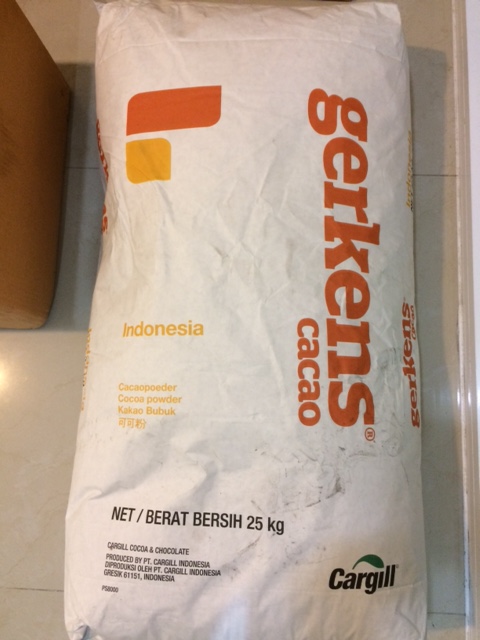 gerkens®
cacao
Indonesia
Cacaopoeder
Cocoa powder
Kakao Bubuk
可可粉
NET / BERAT BERSIH 25 kg
CARGILL COCOA & CHOCOLATE
PRODUCED BY PT. CARGILL INDONESIA
DIPRODUKSI OLEH PT. CARGILL INDONESIA
GRESIK 61151, INDONESIA
Cargill
gerkens